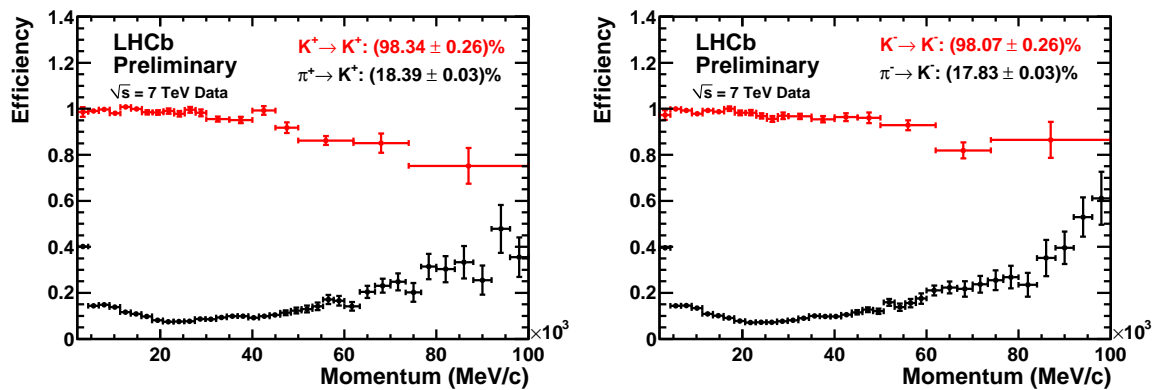 Efficiency
1.4
1.2
1
0.8
0.6
0.4
0.2
0
LHCb
Preliminary
√s = 7 TeV Data
K⁺→ K⁺: (98.34 ± 0.26)%
π⁺→ K⁺: (18.39 ± 0.03)%
20 40 60 80 100
×10³
Momentum (MeV/c)
Efficiency
1.4
1.2
1
0.8
0.6
0.4
0.2
0
LHCb
Preliminary
√s = 7 TeV Data
K⁻→ K⁻: (98.07 ± 0.26)%
π⁻→ K⁻: (17.83 ± 0.03)%
20 40 60 80 100
×10³
Momentum (MeV/c)